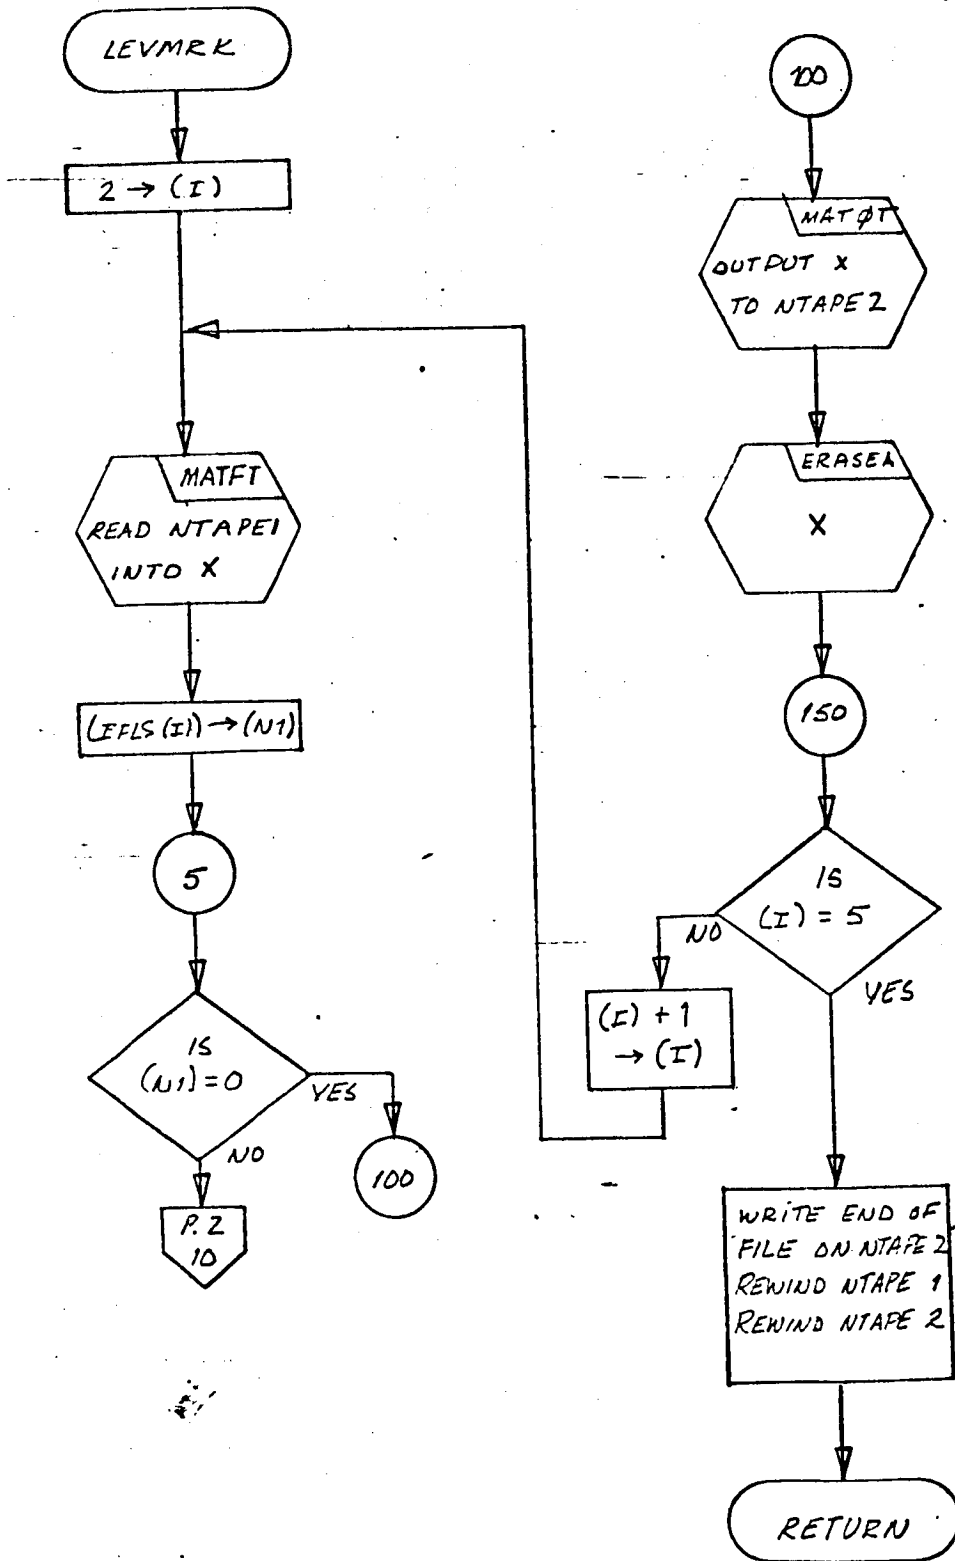 LEVMRK
2 → (I)
MATFT
READ NTAPE1
INTO X
(IFLS(I)) → (N1)
5
IS
(N1) = 0
YES
NO
100
P. 2
10
100
MATØT
OUTPUT X
TO NTAPE 2
ERASEA
X
150
IS
(I) = 5
NO
YES
(I) + 1
→ (I)
WRITE END OF
FILE ON NTAPE 2
REWIND NTAPE 1
REWIND NTAPE 2
RETURN